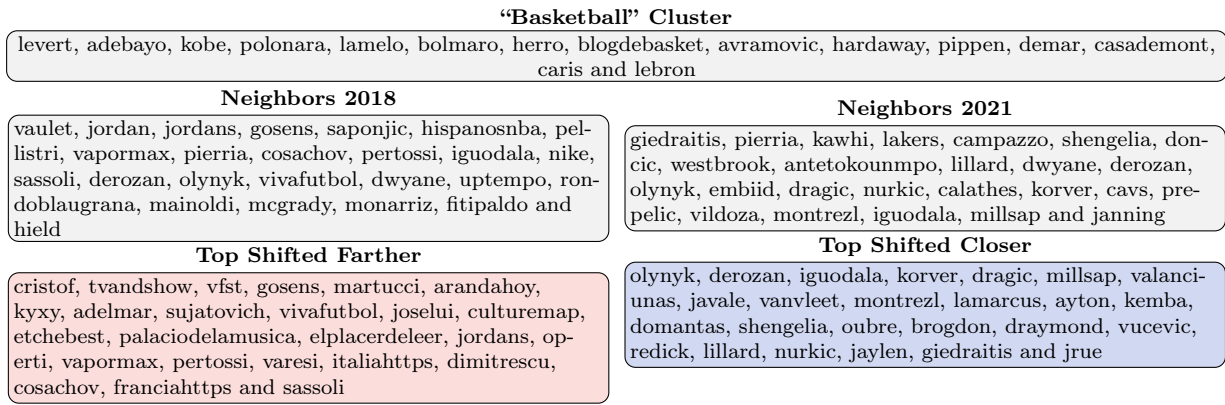 “Basketball” Cluster
levert, adebayo, kobe, polonara, lamelo, bolmaro, herro, blogdebasket, avramovic, hardaway, pippen, demar, casademont,
caris and lebron
Neighbors 2018
vaulet, jordan, jordans, gosens, saponjic, hispanosnba, pel-
listri, vapormax, pierria, cosachov, pertossi, iguodala, nike,
sassoli, derozan, olynyk, vivafutbol, dwyane, uptempo, ron-
doblaugrana, mainoldi, mcgrady, monarriz, fitipaldo and
hield
Neighbors 2021
giedraitis, pierria, kawhi, lakers, campazzo, shengelia, don-
cic, westbrook, antetokounmpo, lillard, dwyane, derozan,
olynyk, embiid, dragic, nurkic, calathes, korver, cavs, pre-
pelic, vildoza, montrezl, iguodala, millsap and janning
Top Shifted Farther
cristof, tvandshow, vfst, gosens, martucci, arandahoy,
kyxy, adelmar, sujatovich, vivafutbol, joselui, culturemap,
etchebest, palaciodelamusica, elplacerdeleer, jordans, op-
erti, vapormax, pertossi, varesi, italiahttps, dimitrescu,
cosachov, franciahttps and sassoli
Top Shifted Closer
olynyk, derozan, iguodala, korver, dragic, millsap, valanci-
unas, javale, vanvleet, montrezl, lamarcus, ayton, kemba,
domantas, shengelia, oubre, brogdon, draymond, vucevic,
redick, lillard, nurkic, jaylen, giedraitis and jrue